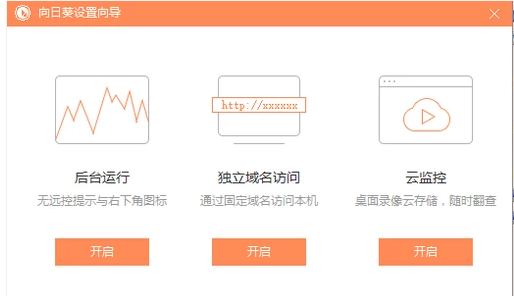 向日葵设置向导
http://xxxxxx
后台运行
独立域名访问
云监控
无远控提示与右下角图标
通过固定域名访问本机
桌面录像云存储，随时翻查
开启
开启
开启